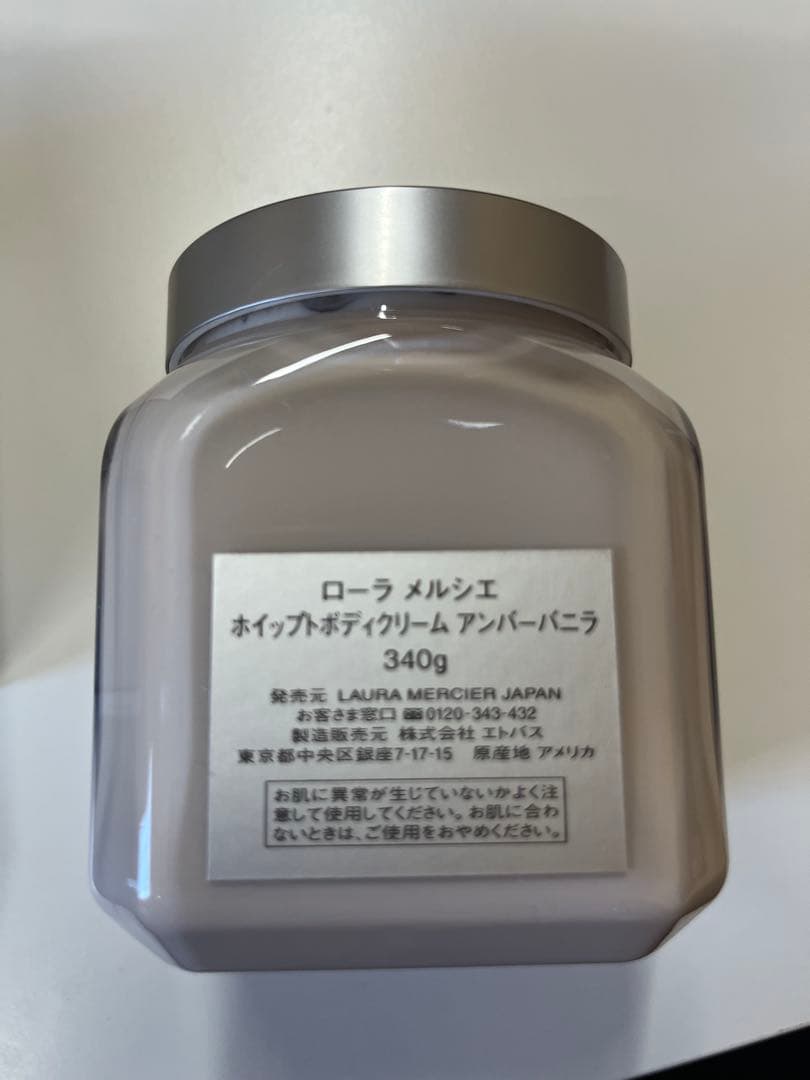 ローラ メルシエ
ホイップトボディクリーム アンバーバニラ
340g
発売元 LAURA MERCIER JAPAN
お客さま窓口 ☎0120-343-432
製造販売元 株式会社 エトバス
東京都中央区銀座7-17-15 原産地 アメリカ
お肌に異常が生じていないかよく注
意して使用してください。お肌に合わ
ないときは、ご使用をおやめください。